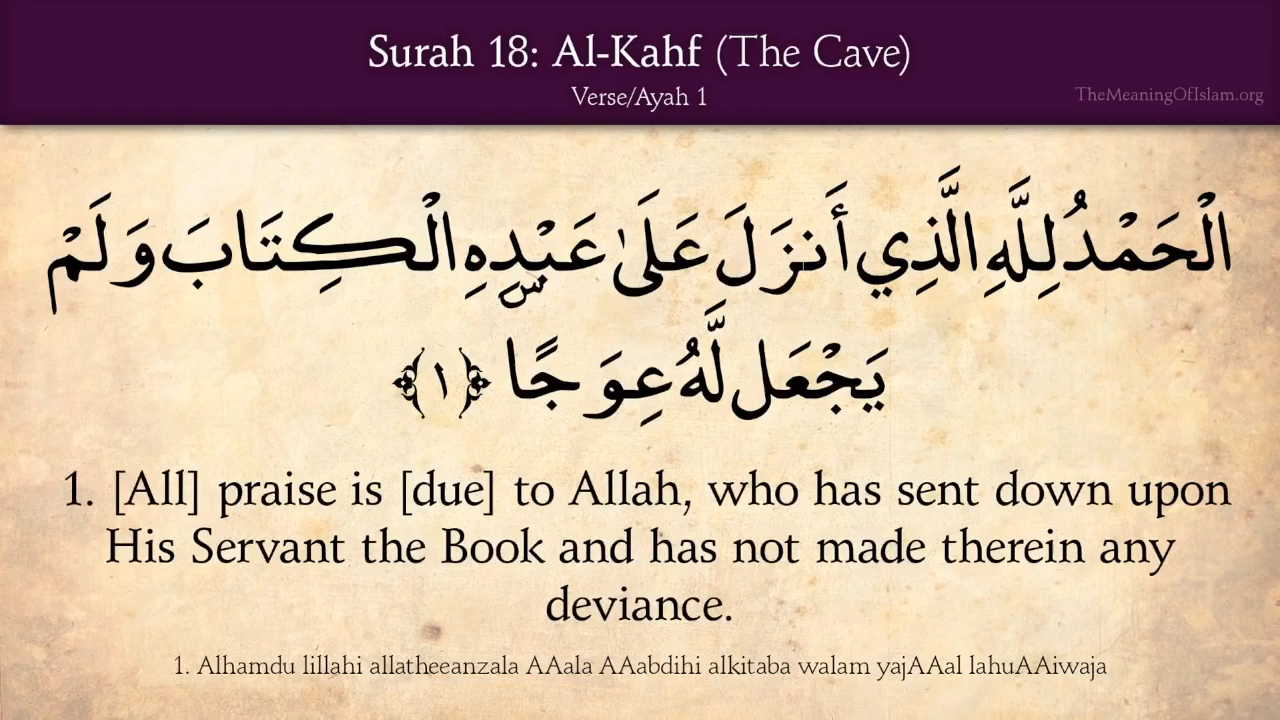 Surah 18: Al-Kahf (The Cave)
Verse/Ayah 1
TheMeaningOfIslam.org
الْحَمْدُ لِلَّهِ الَّذِي أَنزَلَ عَلَىٰ عَبْدِهِ الْكِتَابَ وَلَمْ
يَجْعَل لَّهُ عِوَجًا ۜ ﴿١﴾
1. [All] praise is [due] to Allah, who has sent down upon
His Servant the Book and has not made therein any
deviance.
1. Alhamdu lillahi allatheeanzala AAala AAabdihi alkitaba walam yajAAal lahuAAiwaja